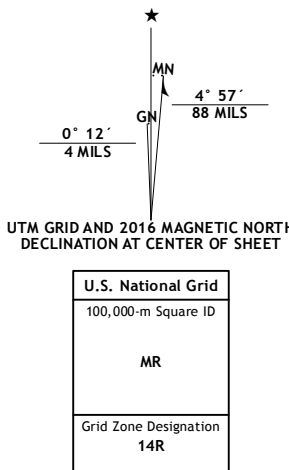 MN
GN
4° 57´
88 MILS
0° 12´
4 MILS
UTM GRID AND 2016 MAGNETIC NORTH
DECLINATION AT CENTER OF SHEET
U.S. National Grid
100,000-m Square ID
MR
Grid Zone Designation
14R